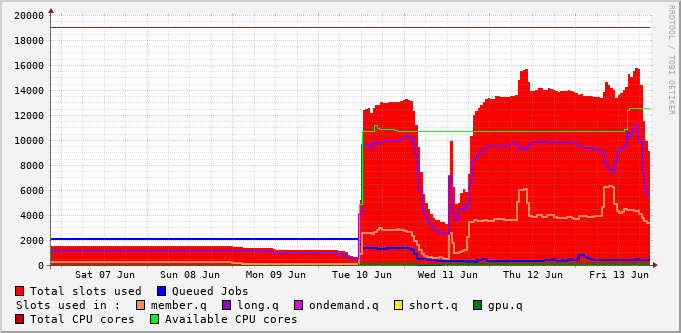 20000
18000
16000
14000
12000
10000
8000
6000
4000
2000
0
Sat 07 Jun Sun 08 Jun Mon 09 Jun Tue 10 Jun Wed 11 Jun Thu 12 Jun Fri 13 Jun
Total slots used Queued Jobs
Slots used in : member.q long.q ondemand.q short.q gpu.q
Total CPU cores Available CPU cores
RRDTOOL / TOBI OETIKER